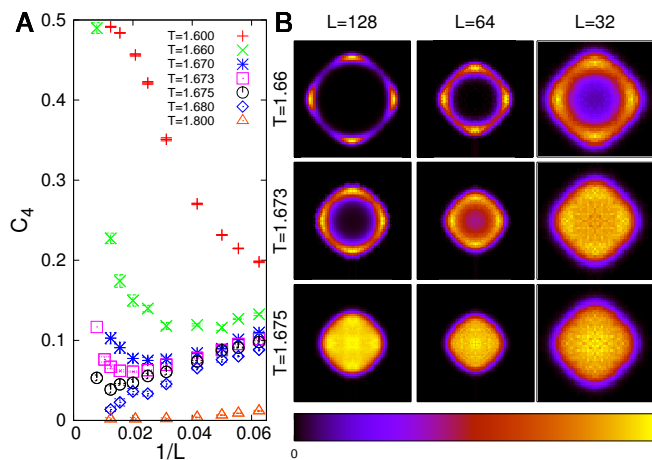 A
C4
0.5
0.4
0.3
0.2
0.1
0
0
0.02
0.04
0.06
1/L
T=1.600
T=1.660
T=1.670
T=1.673
T=1.675
T=1.680
T=1.800
B
L=128 L=64 L=32
T=1.66
T=1.673
T=1.675
0